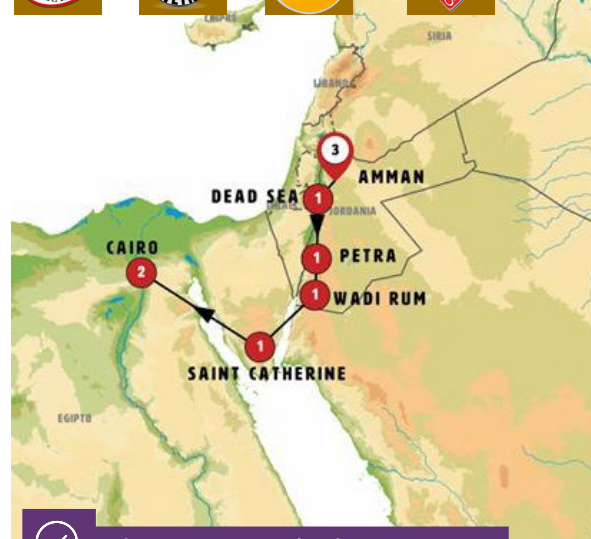 CHIPRE
SIRIA
LIBANO
3
AMMAN
DEAD SEA
1
JORDANIA
1
PETRA
CAIRO
2
1
WADI RUM
1
SAINT CATHERINE
EGIPTO